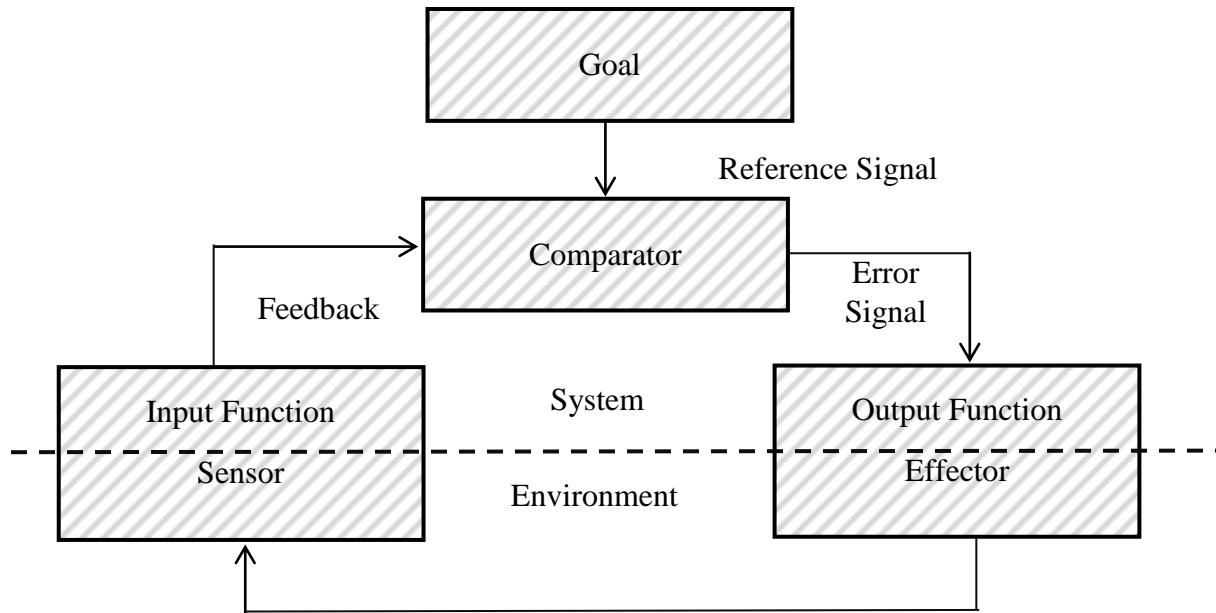 Goal
Reference Signal
Comparator
Error
Signal
Feedback
Input Function
System
Output Function
Sensor
Environment
Effector